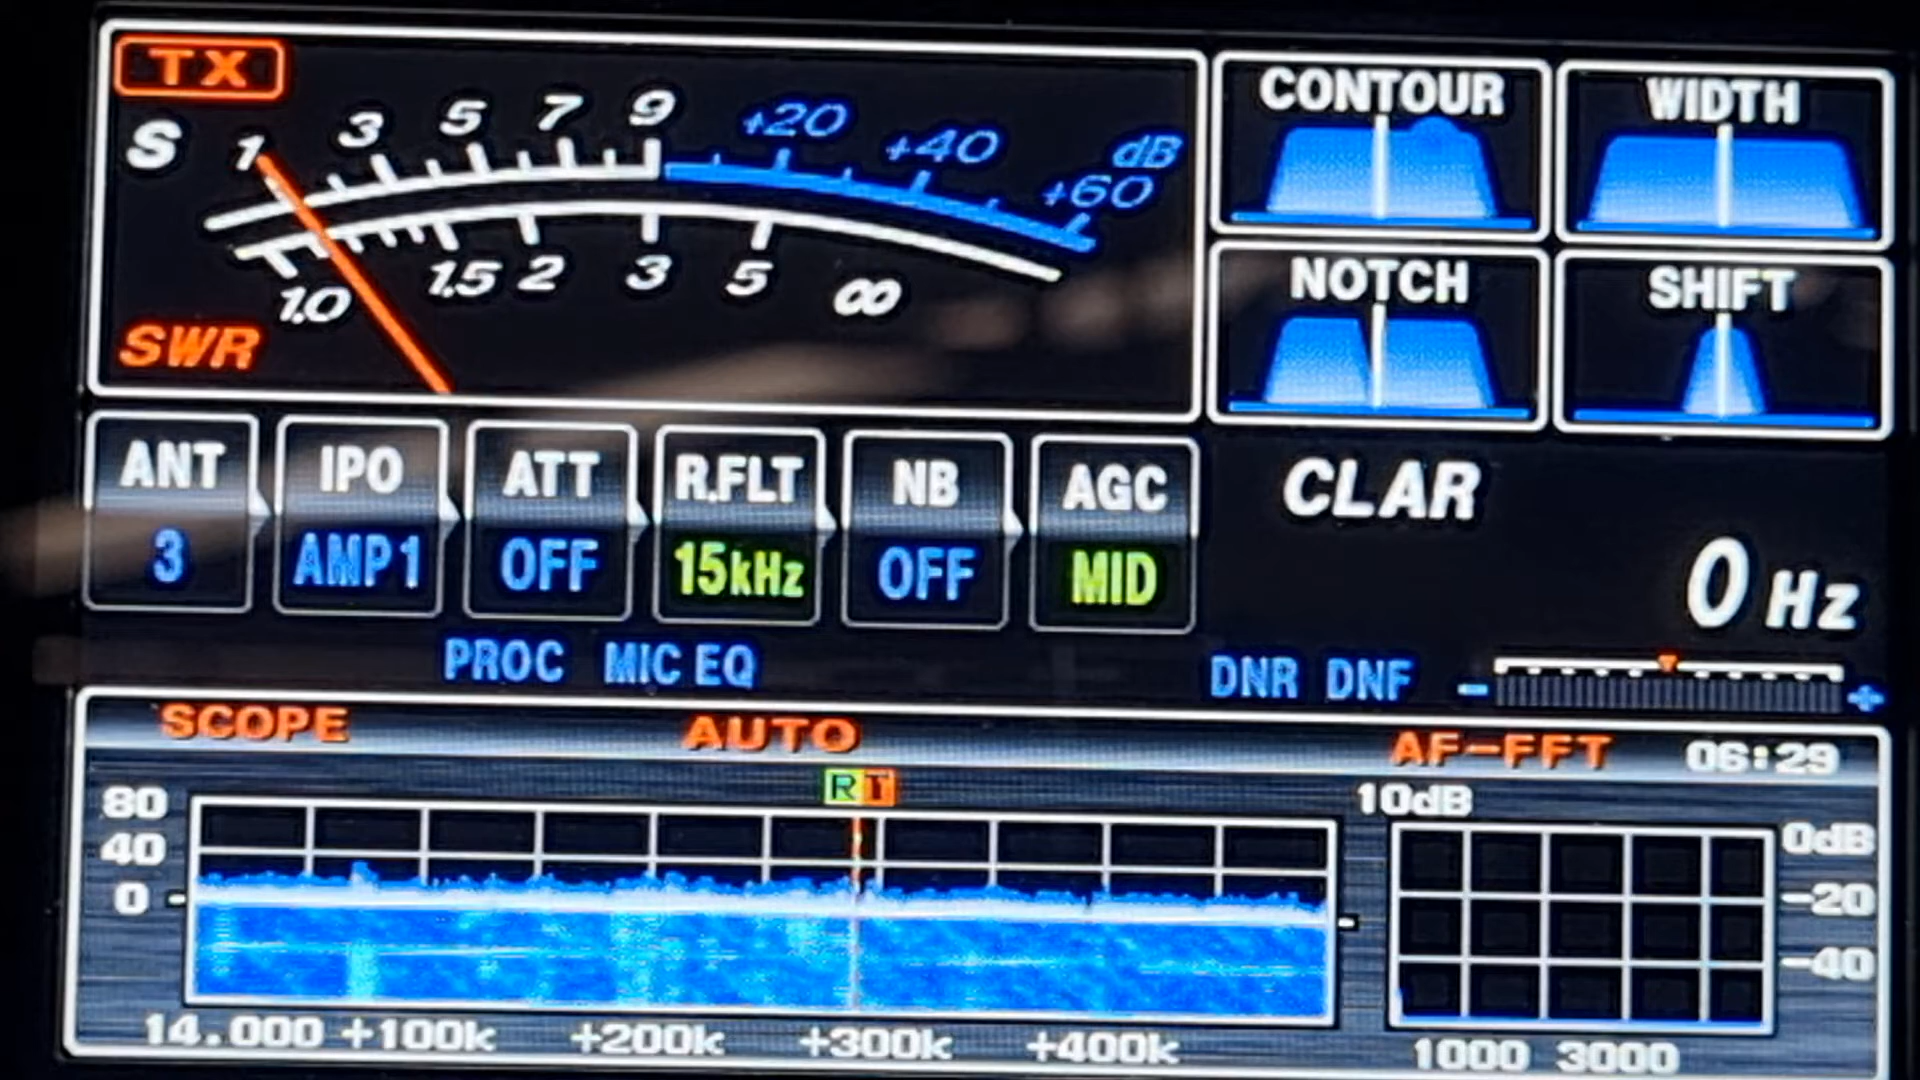 TX
S 1 3 5 7 9 +20 +40 +60 dB
1.0 1.5 2 3 5 ∞
SWR
CONTOUR WIDTH
NOTCH SHIFT
ANT IPO ATT R.FLT NB AGC
3 AMP1 OFF 15kHz OFF MID
CLAR
0 Hz
PROC MIC EQ DNR DNF - +
SCOPE AUTO AF-FFT 06:29
R T
80
40
0
14.000 +100k +200k +300k +400k
10dB
0dB
-20
-40
1000 3000